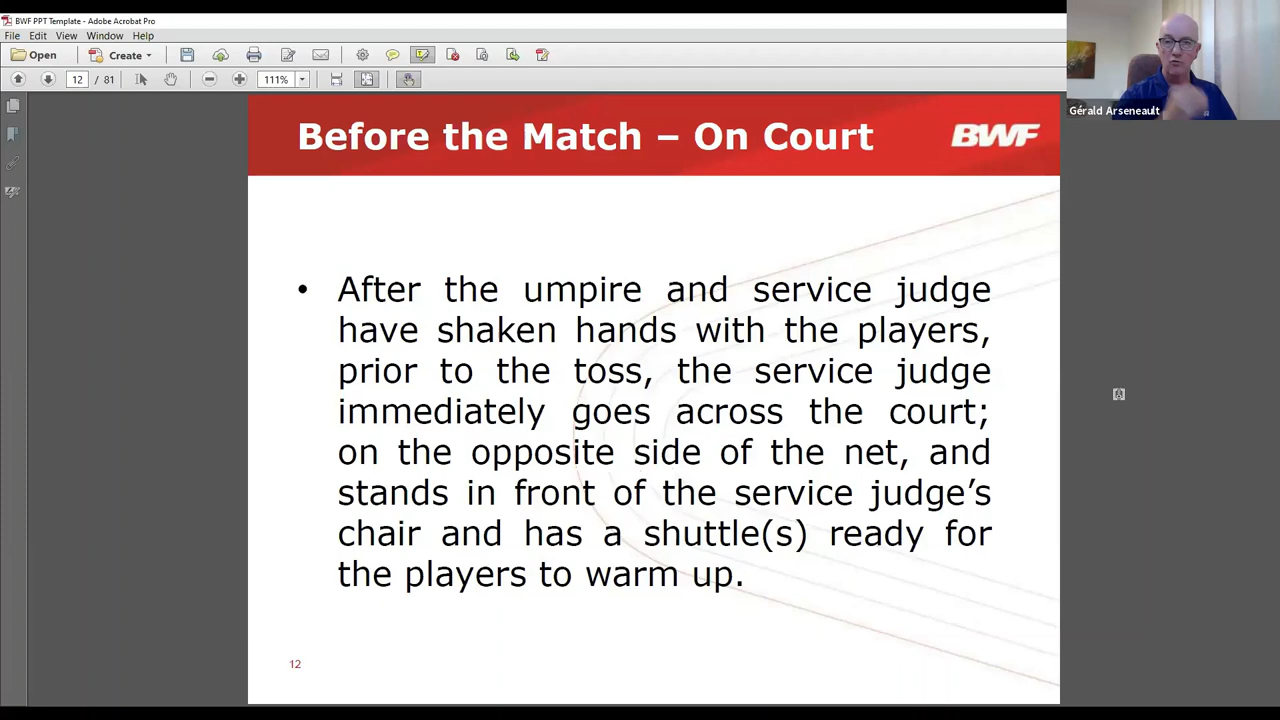 BWF PPT Template - Adobe Acrobat Pro
File Edit View Window Help
Open Create
12 / 81 111%
Gérald Arseneault
Before the Match – On Court
BWF
• After the umpire and service judge
have shaken hands with the players,
prior to the toss, the service judge
immediately goes across the court;
on the opposite side of the net, and
stands in front of the service judge’s
chair and has a shuttle(s) ready for
the players to warm up.
12